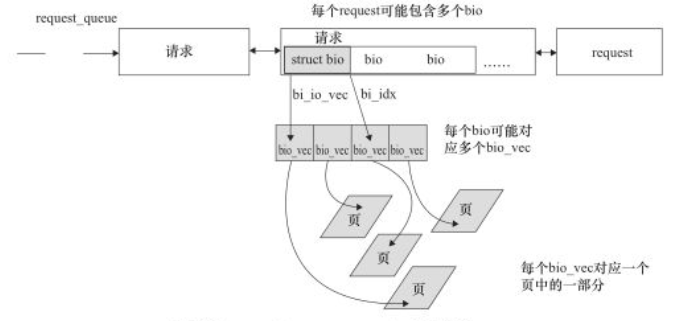 每个request可能包含多个bio
request_queue
请求
请求
struct bio
bio
bio
……
request
bi_io_vec
bi_idx
bio_vec
bio_vec
bio_vec
bio_vec
每个bio可能对
应多个bio_vec
页
页
页
页
每个bio_vec对应一个
页中的一部分